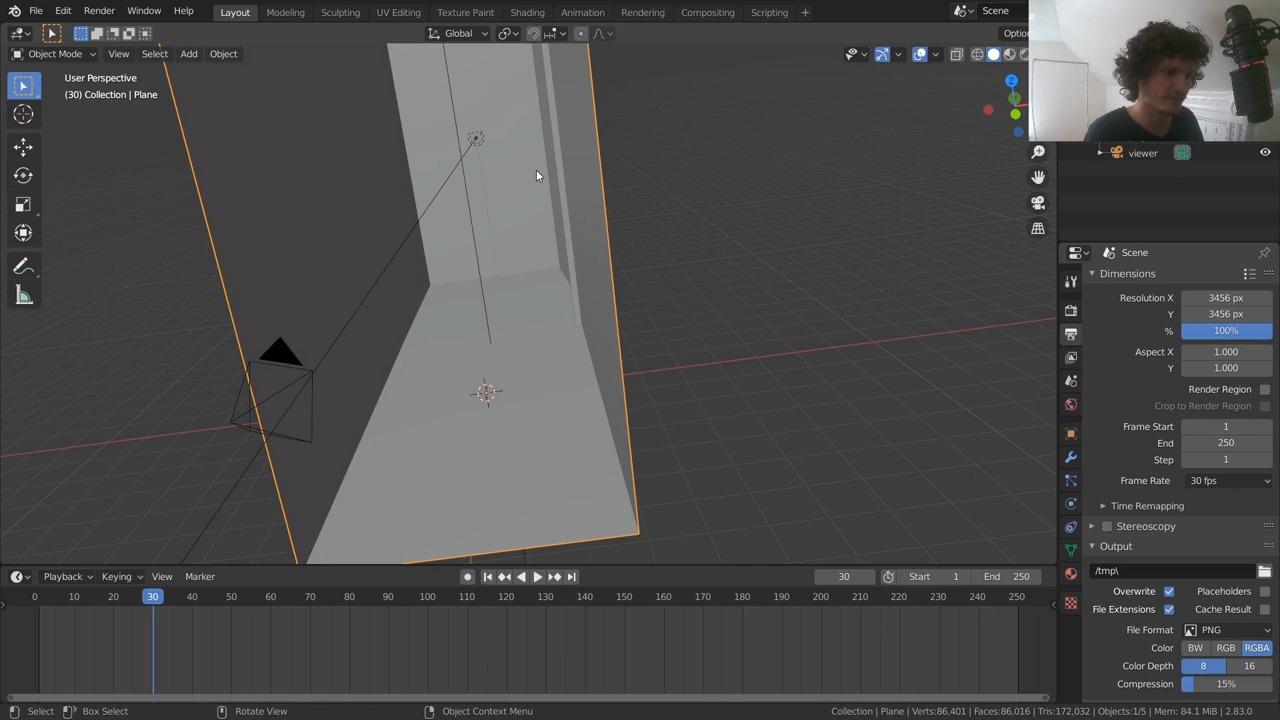 File Edit Render Window Help Layout Modeling Sculpting UV Editing Texture Paint Shading Animation Rendering Compositing Scripting + Scene
Global Optio
Object Mode View Select Add Object
User Perspective
(30) Collection | Plane
Z
viewer
Scene
Dimensions
Resolution X 3456 px
Y 3456 px
% 100%
Aspect X 1.000
Y 1.000
Render Region
Crop to Render Region
Frame Start 1
End 250
Step 1
Frame Rate 30 fps
Time Remapping
Stereoscopy
Output
/tmp\
Overwrite Placeholders
File Extensions Cache Result
File Format PNG
Color BW RGB RGBA
Color Depth 8 16
Compression 15%
Playback Keying View Marker 30 Start 1 End 250
0 10 20 30 40 50 60 70 80 90 100 110 120 130 140 150 160 170 180 190 200 210 220 230 240 250
Select Box Select Rotate View Object Context Menu Collection | Plane | Verts:86,401 | Faces:86,016 | Tris:172,032 | Objects:1/5 | Mem: 84.1 MiB | 2.83.0